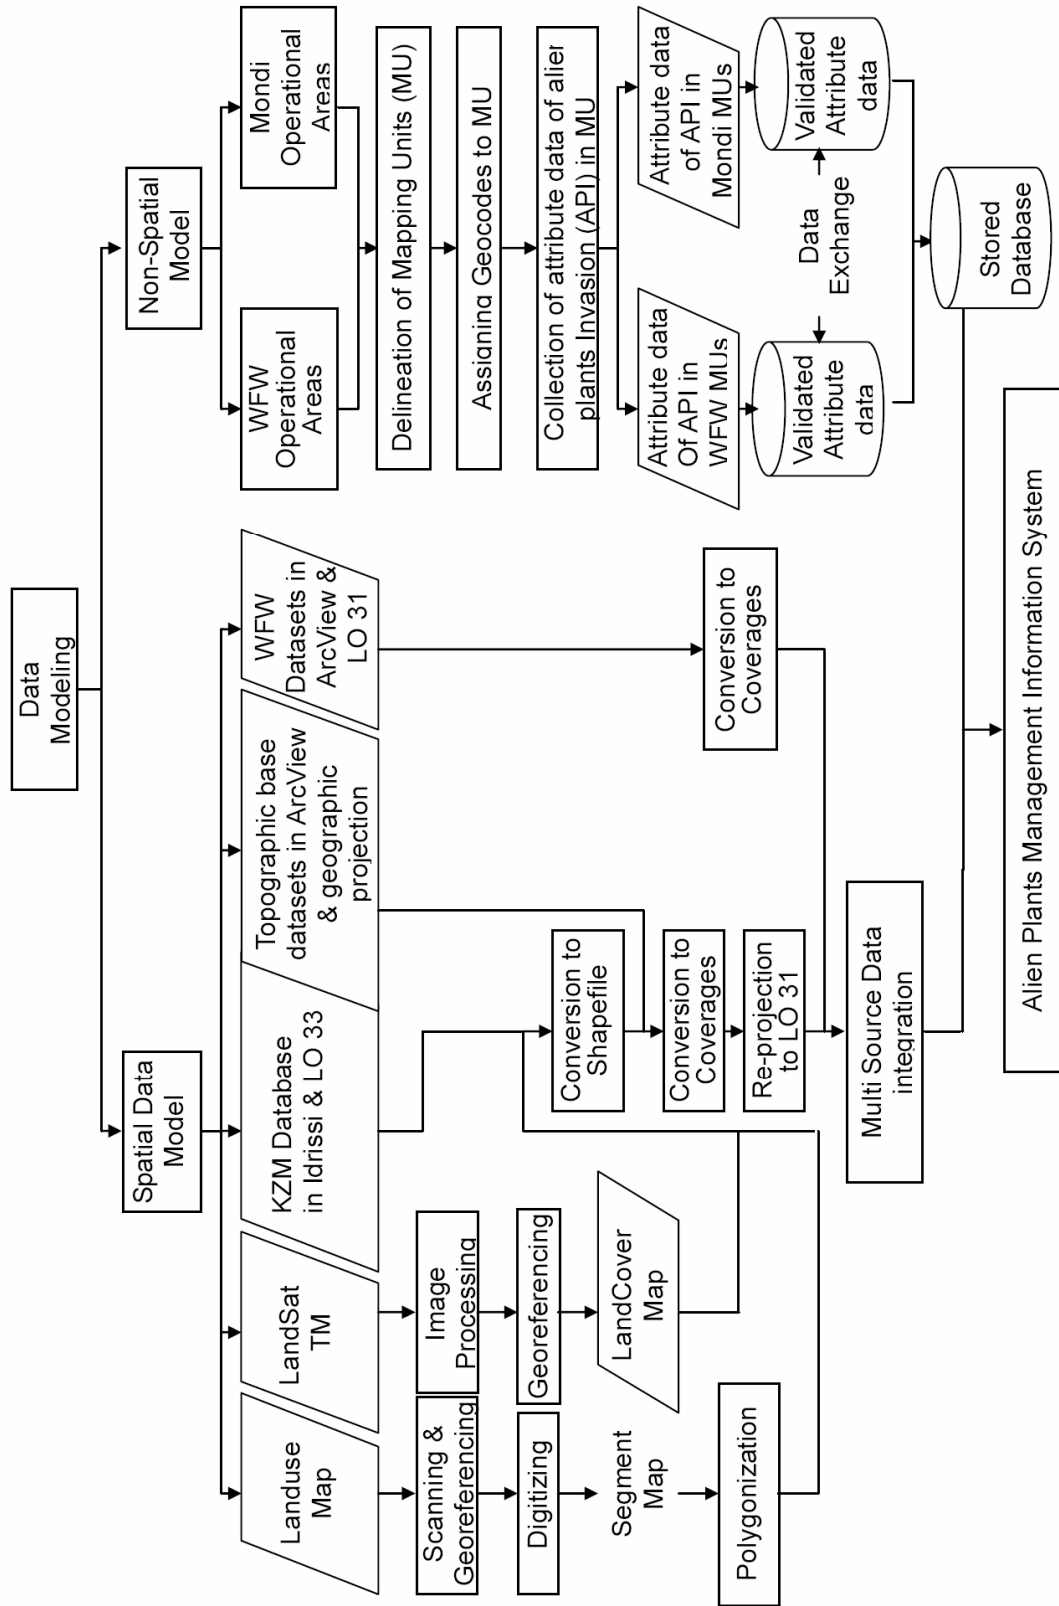 Data
Modeling
Spatial Data
Model
Non-Spatial
Model
Landuse
Map
LandSat
TM
KZM Database
in Idrissi & LO 33
Topographic base
datasets in ArcView
& geographic
projection
WFW
Datasets in
ArcView &
LO 31
WFW
Operational
Areas
Mondi
Operational
Areas
Scanning &
Georeferencing
Image
Processing
Delineation of Mapping Units (MU)
Digitizing
Georeferencing
Conversion to
Shapefile
Assigning Geocodes to MU
Segment
Map
LandCover
Map
Conversion to
Coverages
Collection of attribute data of alier
plants Invasion (API) in MU
Polygonization
Re-projection
to LO 31
Conversion to
Coverages
Attribute data
Of API in
WFW MUs
Attribute data
of API in
Mondi MUs
Validated
Attribute
data
Data
Exchange
Validated
Attribute
data
Multi Source Data
integration
Stored
Database
Alien Plants Management Information System